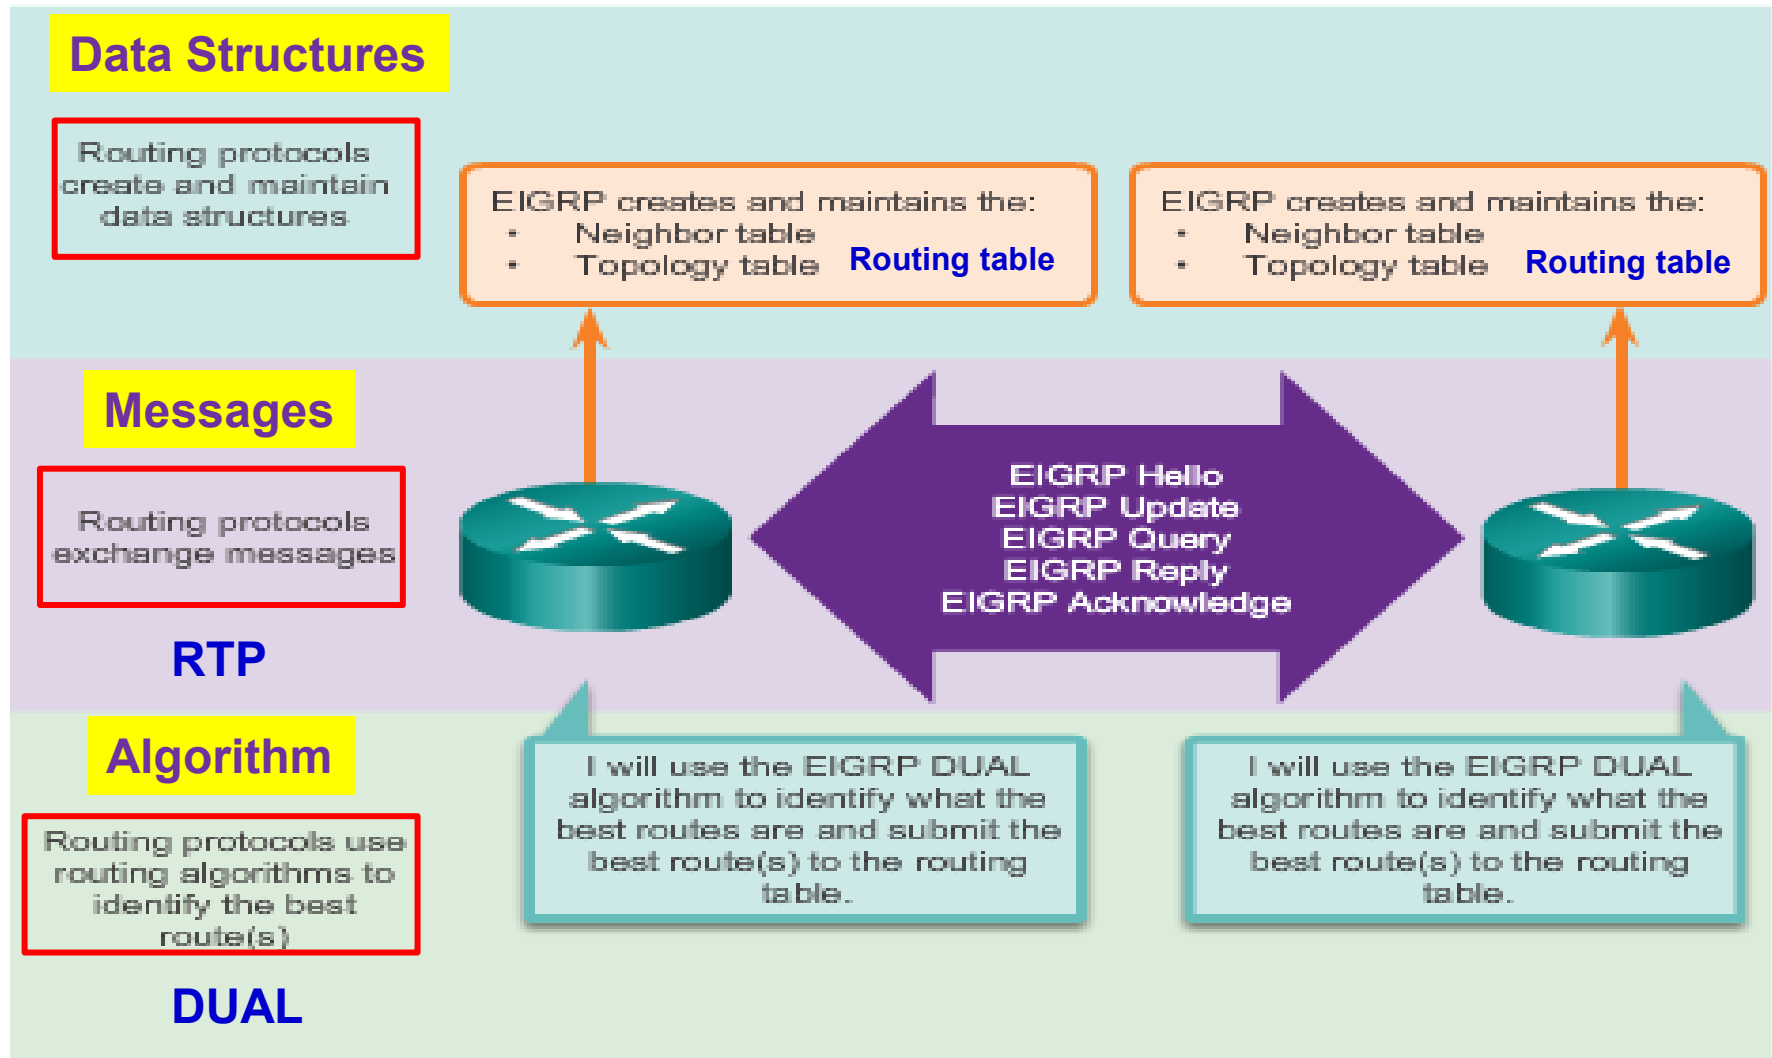 Data Structures
Routing protocols
create and maintain
data structures
EIGRP creates and maintains the:
• Neighbor table
• Topology table
Routing table
EIGRP creates and maintains the:
• Neighbor table
• Topology table
Routing table
Messages
Routing protocols
exchange messages
RTP
EIGRP Hello
EIGRP Update
EIGRP Query
EIGRP Reply
EIGRP Acknowledge
Algorithm
Routing protocols use
routing algorithms to
identify the best
route(s)
DUAL
I will use the EIGRP DUAL
algorithm to identify what the
best routes are and submit the
best route(s) to the routing
table.
I will use the EIGRP DUAL
algorithm to identify what the
best routes are and submit the
best route(s) to the routing
table.